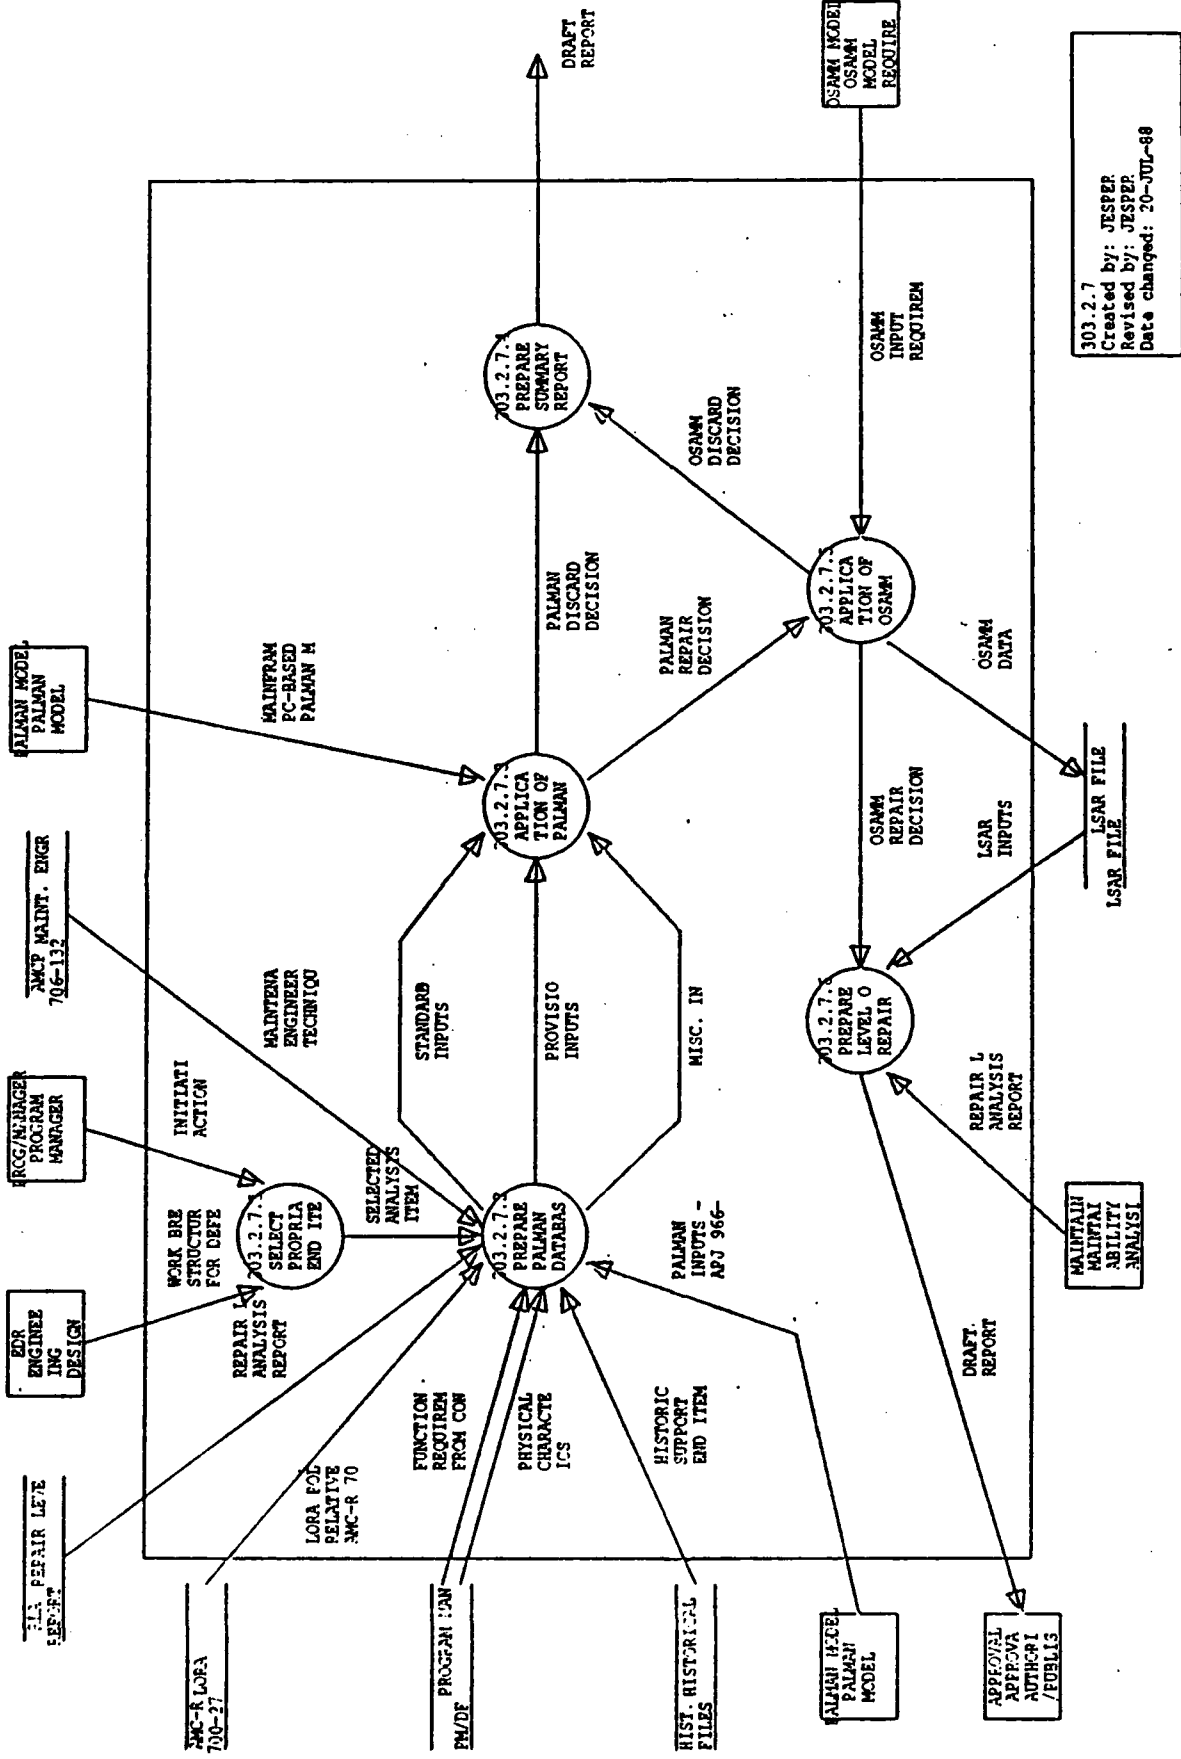 DRAFT
REPORT
OSAMM MODEL
OSAMM
MODEL
REQUIRE
303.2.7
Created by: JESPER
Revised by: JESPER
Date changed: 20-JUL-88
PREPARE
SUMMARY
REPORT
OSAMM
INPUT
REQUIREM
OSAMM
DISCARD
DECISION
PALMAN
DISCARD
DECISION
PALMAN
REPAIR
DECISION
APPLICA
TION OF
OSAMM
OSAMM
DATA
PALMAN MODEL
PALMAN
MODEL
MAINFRAM
PC-BASED
PALMAN M
APPLICA
TION OF
PALMAN
OSAMM
REPAIR
DECISION
LSAR
INPUTS
LSAR FILE
LSAR FILE
AMCP MAINT. ENGR
706-132
MAINTENA
ENGINEER
TECHNIQU
STANDARD
INPUTS
PROVISIO
INPUTS
MISC. IN
PREPARE
LEVEL O
REPAIR
REPAIR L
ANALYSIS
REPORT
PROG/MANAGER
PROGRAM
MANAGER
INITIATI
ACTION
SELECTED
ANALYSIS
ITEM
SELECT
PROPRIA
END ITE
WORK BRE
STRUCTUR
FOR DEFE
PREPARE
PALMAN
DATABAS
PALMAN
INPUTS -
APJ 966-
MAINTAIN
MAINTAI
ABILITY
ANALYSI
EDR
ENGINEE
ING
DESIGN
REPAIR L
ANALYSIS
REPORT
FUNCTION
REQUIREM
FROM CON
PHYSICAL
CHARACTE
ICS
HISTORIC
SUPPORT
END ITEM
DRAFT
REPORT
REPAIR LEVE
REPORT
LORA POL
RELATIVE
AMC-R 70
AMC-R LORA
700-27
PROGRAM MAN
PM/DF
HIST. HISTORICAL
FILES
PALMAN MODEL
PALMAN
MODEL
APPROVAL
APPROVA
AUTHORI
/PUBLIS